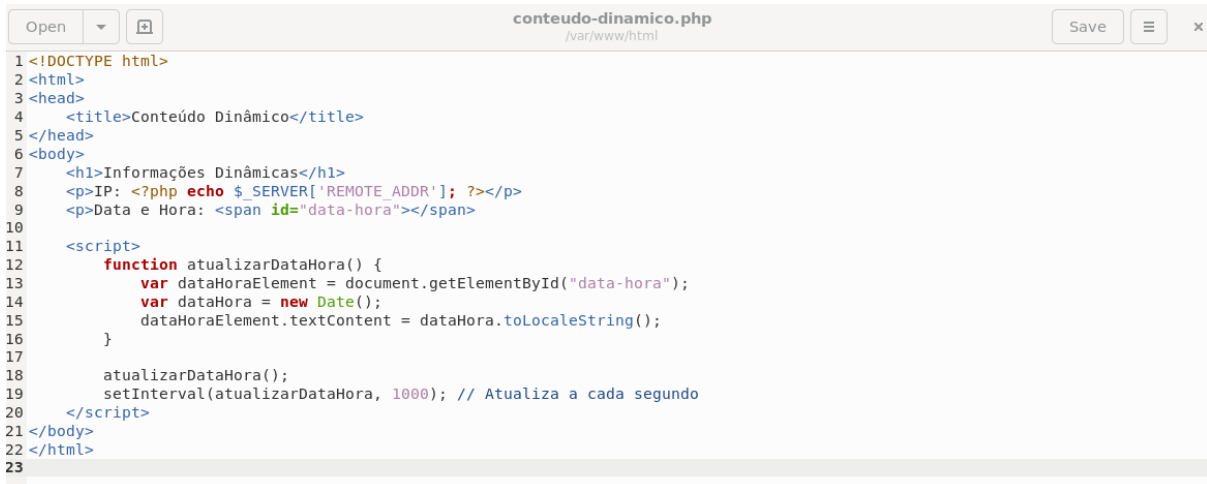 Open
conteudo-dinamico.php
/var/www/html
Save
1 <!DOCTYPE html>
2 <html>
3 <head>
4     <title>Conteúdo Dinâmico</title>
5 </head>
6 <body>
7     <h1>Informações Dinâmicas</h1>
8     <p>IP: <?php echo $_SERVER['REMOTE_ADDR']; ?></p>
9     <p>Data e Hora: <span id="data-hora"></span>
10
11     <script>
12         function atualizarDataHora() {
13             var dataHoraElement = document.getElementById("data-hora");
14             var dataHora = new Date();
15             dataHoraElement.textContent = dataHora.toLocaleString();
16         }
17
18         atualizarDataHora();
19         setInterval(atualizarDataHora, 1000); // Atualiza a cada segundo
20     </script>
21 </body>
22 </html>
23